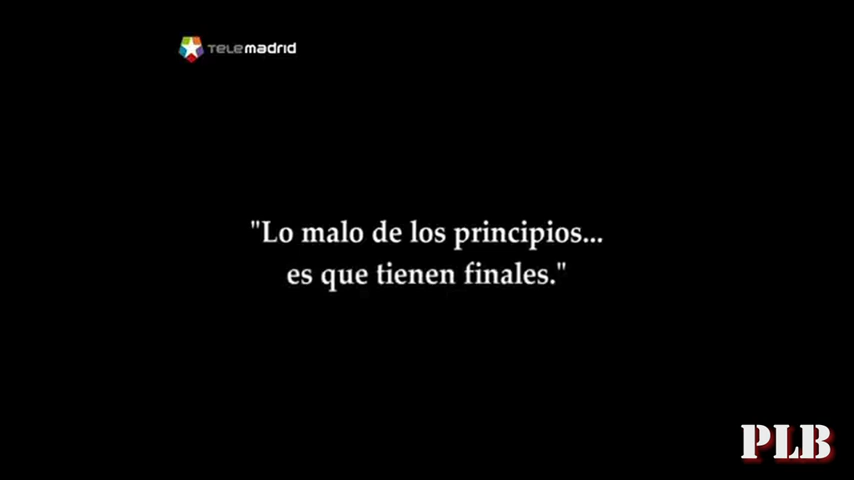 TELEmadrid
"Lo malo de los principios...
es que tienen finales."
PLB